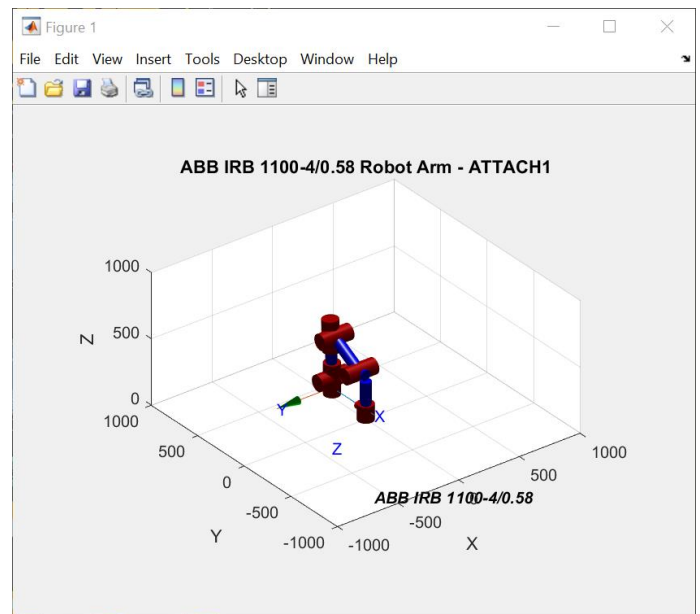 Figure 1
File Edit View Insert Tools Desktop Window Help
ABB IRB 1100-4/0.58 Robot Arm - ATTACH1
1000
Z
500
0
1000
500
0
-500
-1000
Y
Y
X
Z
1000
500
ABB IRB 1100-4/0.58
-500
-1000
X